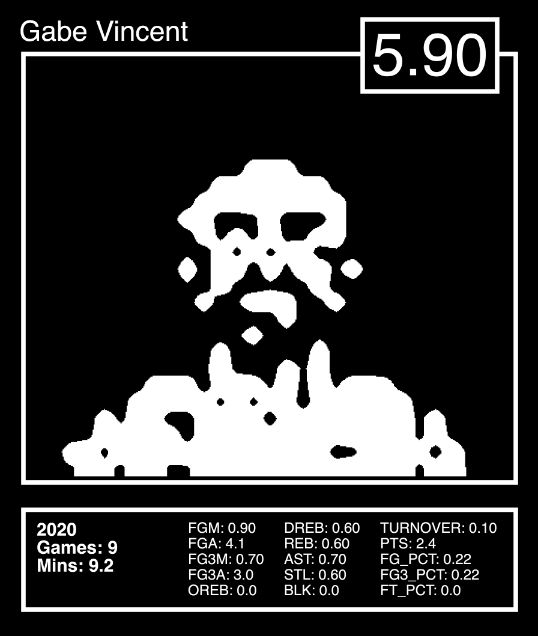 Gabe Vincent
5.90
2020
Games: 9
Mins: 9.2
FGM: 0.90
FGA: 4.1
FG3M: 0.70
FG3A: 3.0
OREB: 0.0
DREB: 0.60
REB: 0.60
AST: 0.70
STL: 0.60
BLK: 0.0
TURNOVER: 0.10
PTS: 2.4
FG_PCT: 0.22
FG3_PCT: 0.22
FT_PCT: 0.0